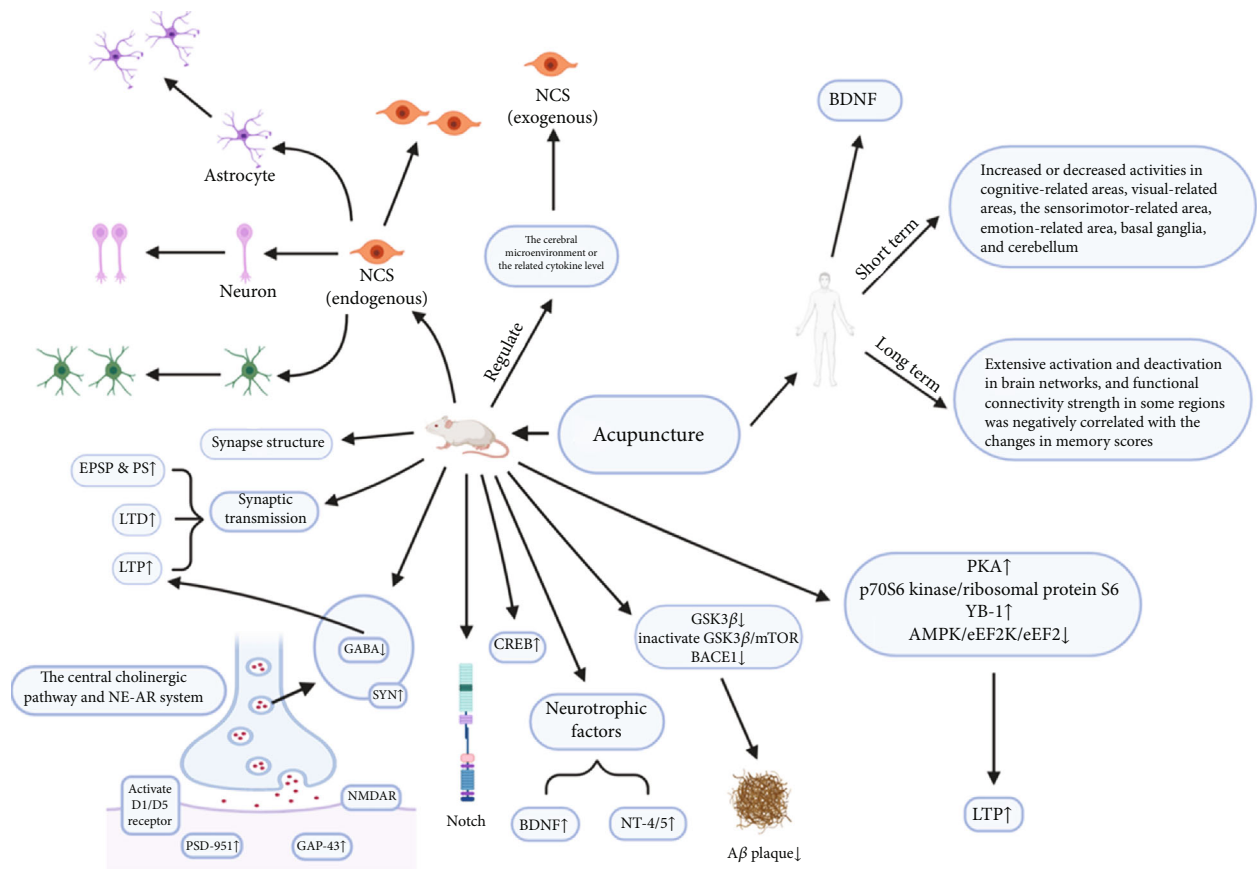 NCS
(exogenous)
BDNF
Astrocyte
Increased or decreased activities in
cognitive-related areas, visual-related
areas, the sensorimotor-related area,
emotion-related area, basal ganglia,
and cerebellum
The cerebral
microenvironment or
the related cytokine level
Short term
NCS
(endogenous)
Neuron
Regulate
Long term
Extensive activation and deactivation
in brain networks, and functional
connectivity strength in some regions
was negatively correlated with the
changes in memory scores
Acupuncture
Synapse structure
EPSP & PS↑
Synaptic
transmission
LTD↑
LTP↑
PKA↑
p70S6 kinase/ribosomal protein S6
YB-1↑
AMPK/eEF2K/eEF2↓
GSK3β↓
inactivate GSK3β/mTOR
BACE1↓
CREB↑
GABA↓
SYN↑
The central cholinergic
pathway and NE-AR system
Neurotrophic
factors
Activate
D1/D5
receptor
NMDAR
PSD-951↑
GAP-43↑
Notch
BDNF↑
NT-4/5↑
Aβ plaque↓
LTP↑